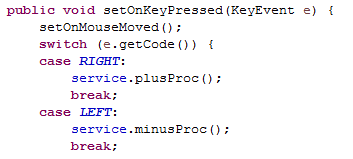 public void setOnKeyPressed(KeyEvent e) {
    setOnMouseMoved();
    switch (e.getCode()) {
    case RIGHT:
        service.plusProc();
        break;
    case LEFT:
        service.minusProc();
        break;